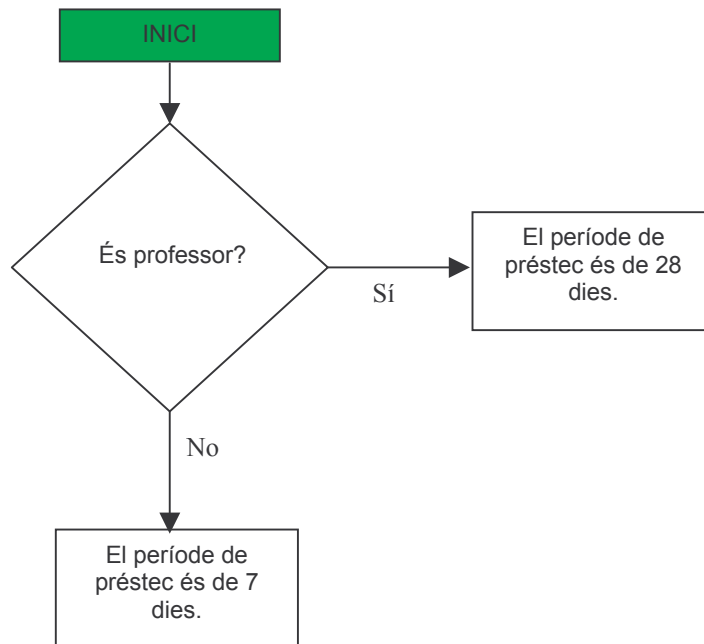 INICI
És professor?
Sí
El període de
préstec és de 28
dies.
No
El període de
préstec és de 7
dies.